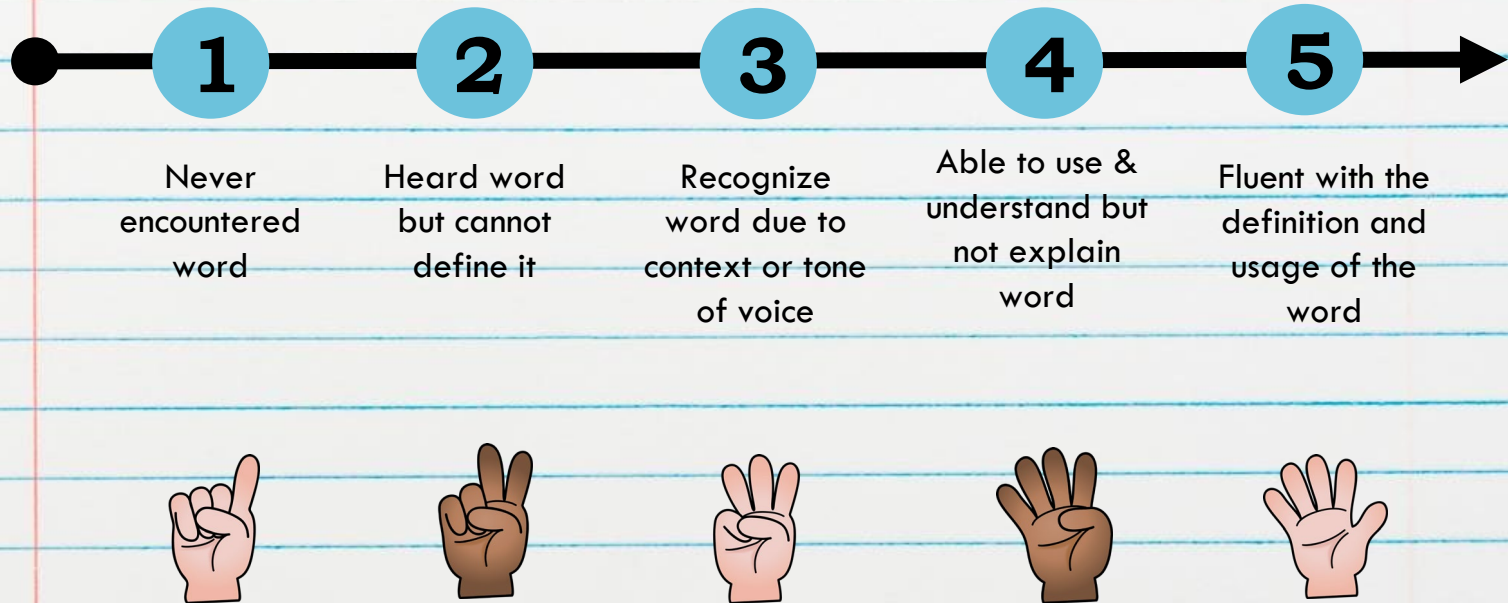 1 2 3 4 5
Never
encountered
word
Heard word
but cannot
define it
Recognize
word due to
context or tone
of voice
Able to use &
understand but
not explain
word
Fluent with the
definition and
usage of the
word